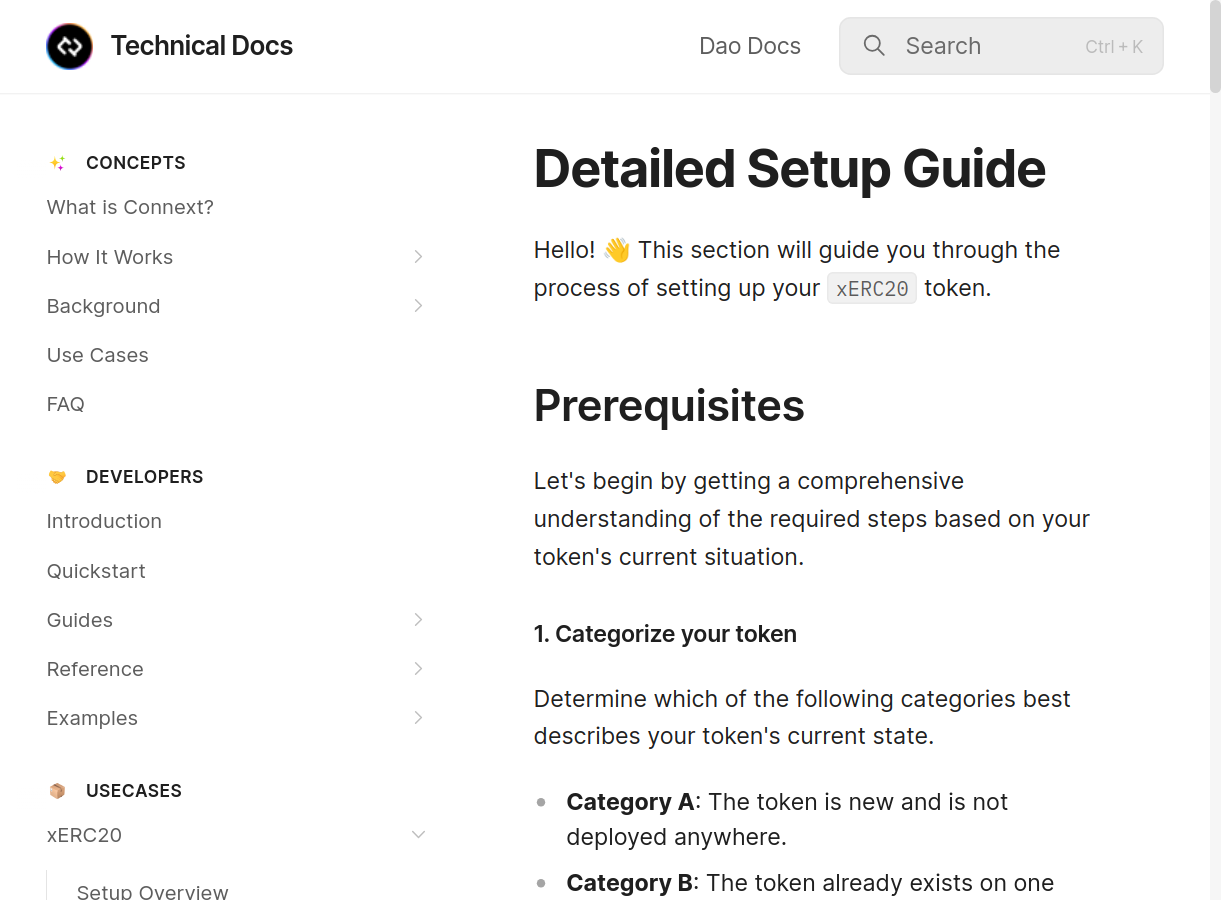 Technical Docs
Dao Docs
Search
Ctrl + K
CONCEPTS
What is Connext?
How It Works
Background
Use Cases
FAQ
DEVELOPERS
Introduction
Quickstart
Guides
Reference
Examples
USECASES
xERC20
Setup Overview
Detailed Setup Guide
Hello! 👋 This section will guide you through the
process of setting up your xERC20 token.
Prerequisites
Let's begin by getting a comprehensive
understanding of the required steps based on your
token's current situation.
1. Categorize your token
Determine which of the following categories best
describes your token's current state.
Category A: The token is new and is not
deployed anywhere.
Category B: The token already exists on one